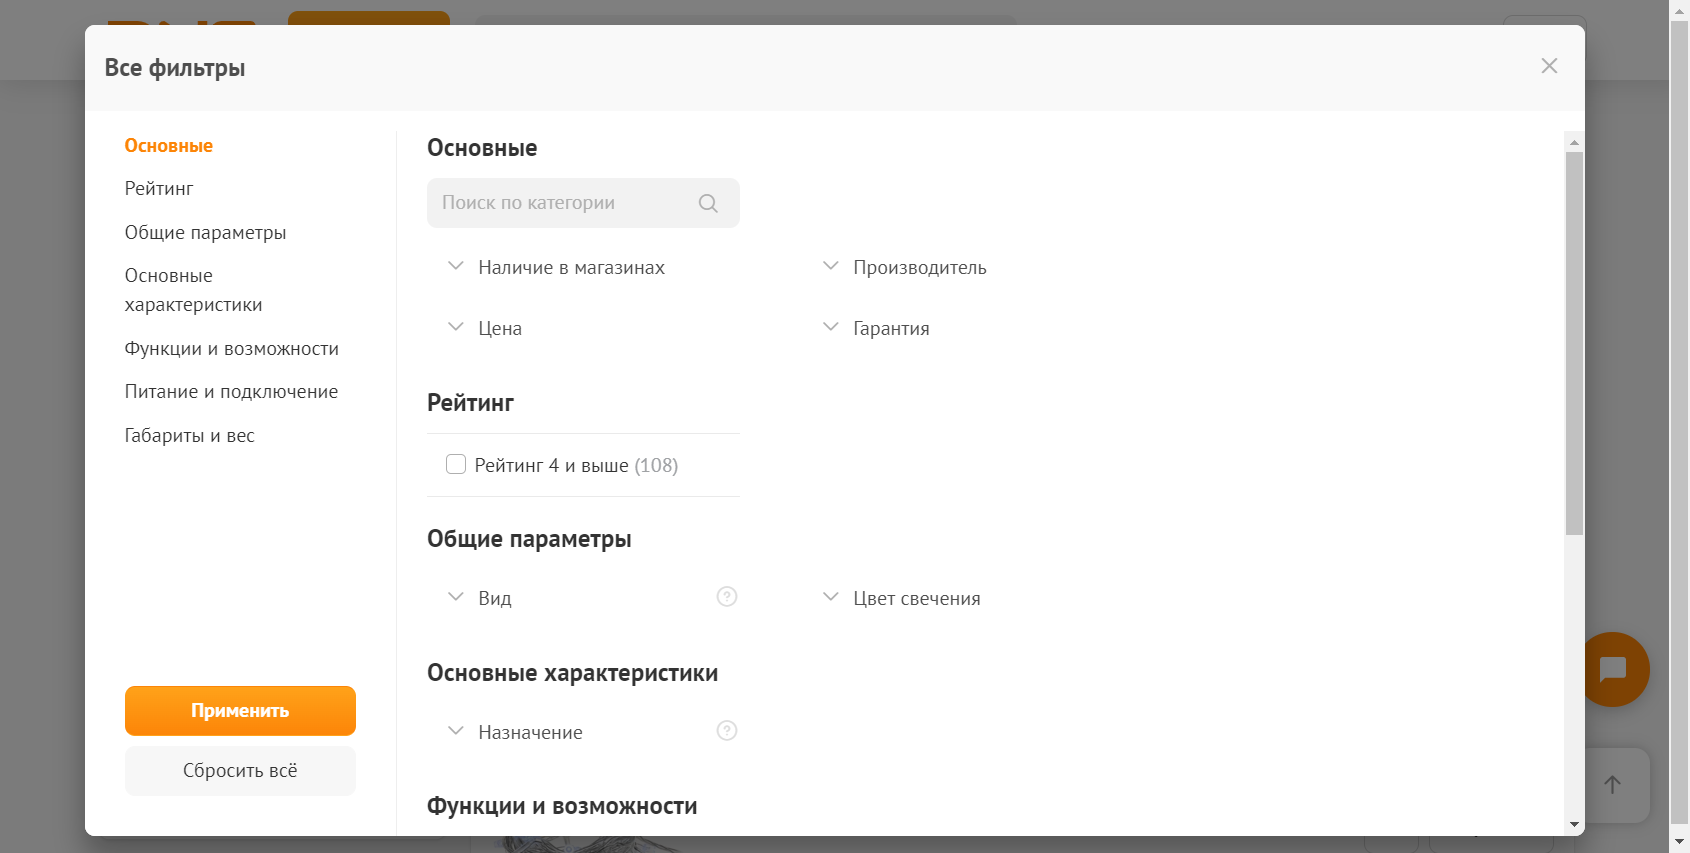 Все фильтры
Основные
Рейтинг
Общие параметры
Основные
характеристики
Функции и возможности
Питание и подключение
Габариты и вес
Применить
Сбросить всё
Основные
Поиск по категории
Наличие в магазинах
Производитель
Цена
Гарантия
Рейтинг
Рейтинг 4 и выше (108)
Общие параметры
Вид
?
Цвет свечения
Основные характеристики
Назначение
?
Функции и возможности